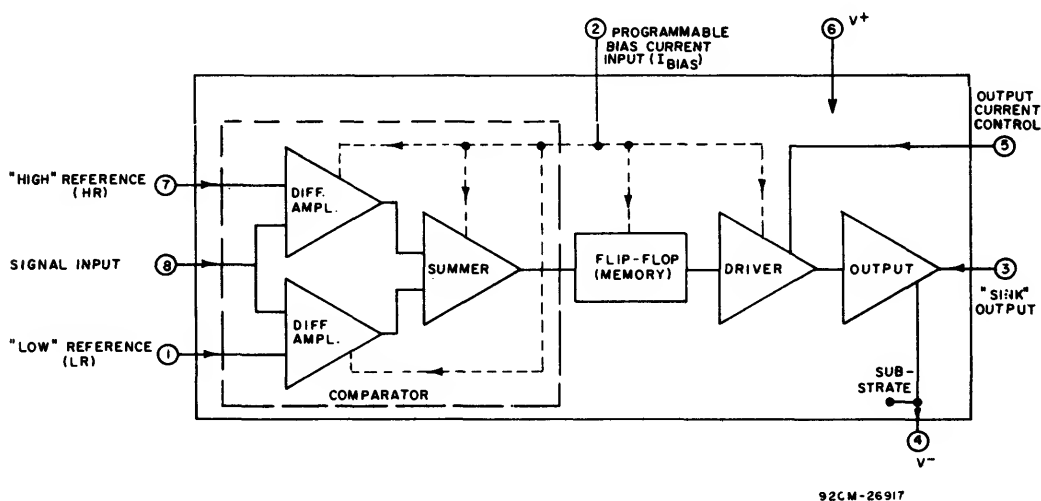 ② PROGRAMMABLE
BIAS CURRENT
INPUT (I BIAS)
⑥ V+
OUTPUT
CURRENT
CONTROL
⑤
"HIGH" REFERENCE
(HR)
⑦
DIFF.
AMPL.
SIGNAL INPUT
⑧
SUMMER
FLIP-FLOP
(MEMORY)
DRIVER
OUTPUT
③
"SINK"
OUTPUT
DIFF.
AMPL.
"LOW" REFERENCE
(LR)
①
COMPARATOR
SUB-
STRATE
④
V-
92CM-26917